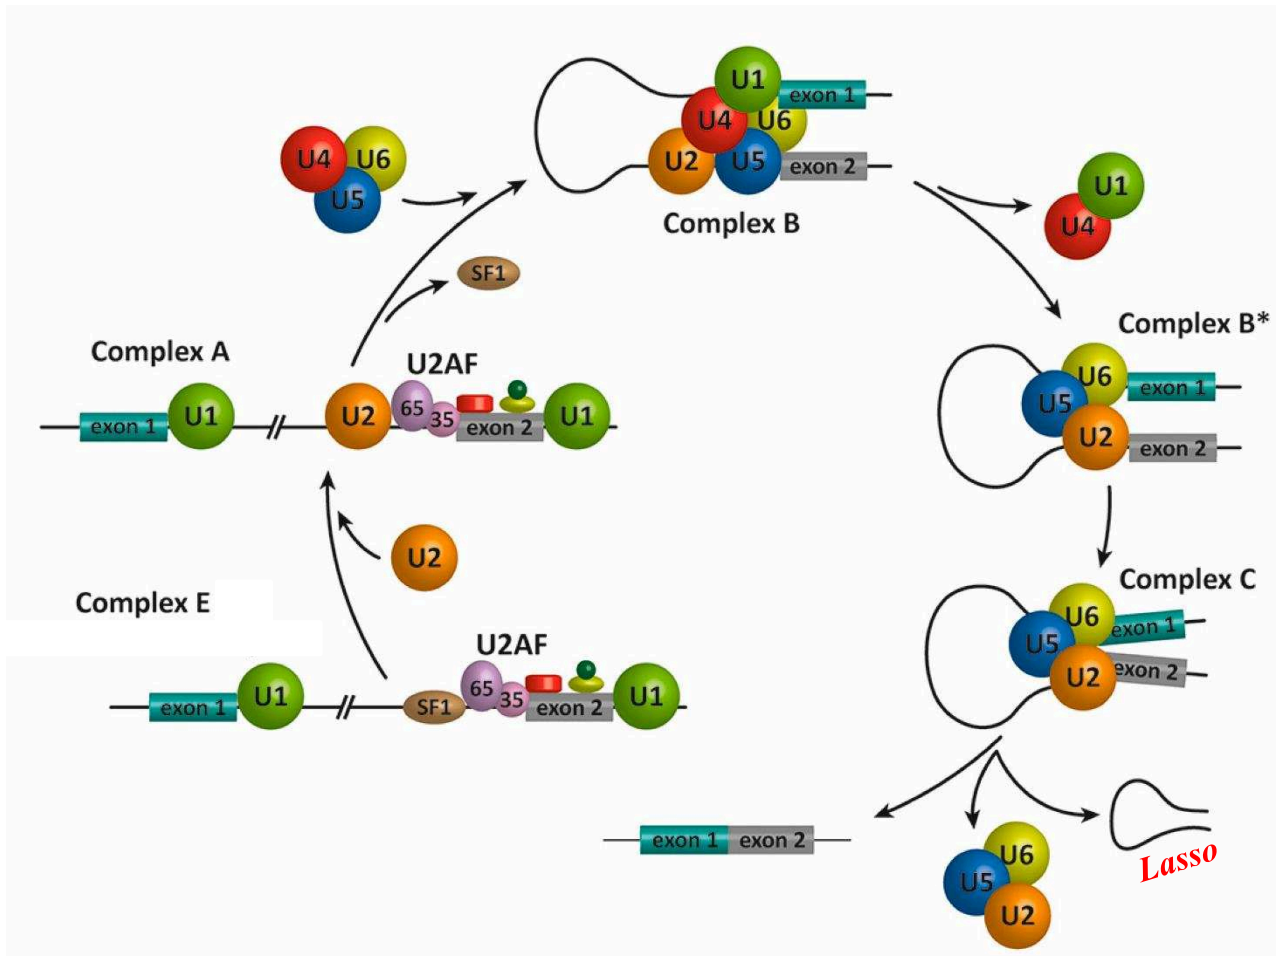 U1
exon 1
U4
U6
U2
U5
exon 2
Complex B
U4
U6
U5
SF1
U1
U4
Complex B*
U6
exon 1
U5
U2
exon 2
Complex A
U2AF
exon 1
U1
U2
65
35
exon 2
U1
U2
Complex C
U6
exon 1
U5
U2
exon 2
Complex E
U2AF
exon 1
U1
SF1
65
35
exon 2
U1
exon 1 exon 2
U6
U5
U2
Lasso